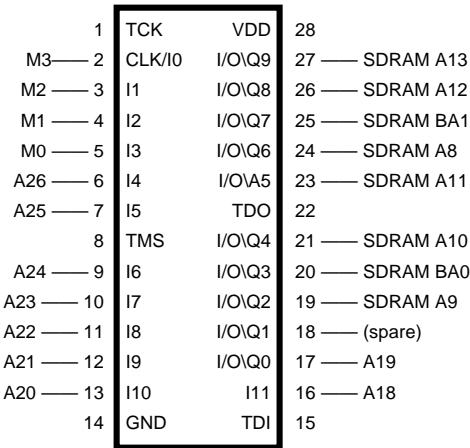 1 TCK VDD 28
M3 2 CLK/I0 I/O\Q9 27 SDRAM A13
M2 3 I1 I/O\Q8 26 SDRAM A12
M1 4 I2 I/O\Q7 25 SDRAM BA1
M0 5 I3 I/O\Q6 24 SDRAM A8
A26 6 I4 I/O\A5 23 SDRAM A11
A25 7 I5 TDO 22
8 TMS I/O\Q4 21 SDRAM A10
A24 9 I6 I/O\Q3 20 SDRAM BA0
A23 10 I7 I/O\Q2 19 SDRAM A9
A22 11 I8 I/O\Q1 18 (spare)
A21 12 I9 I/O\Q0 17 A19
A20 13 I10 I11 16 A18
14 GND TDI 15